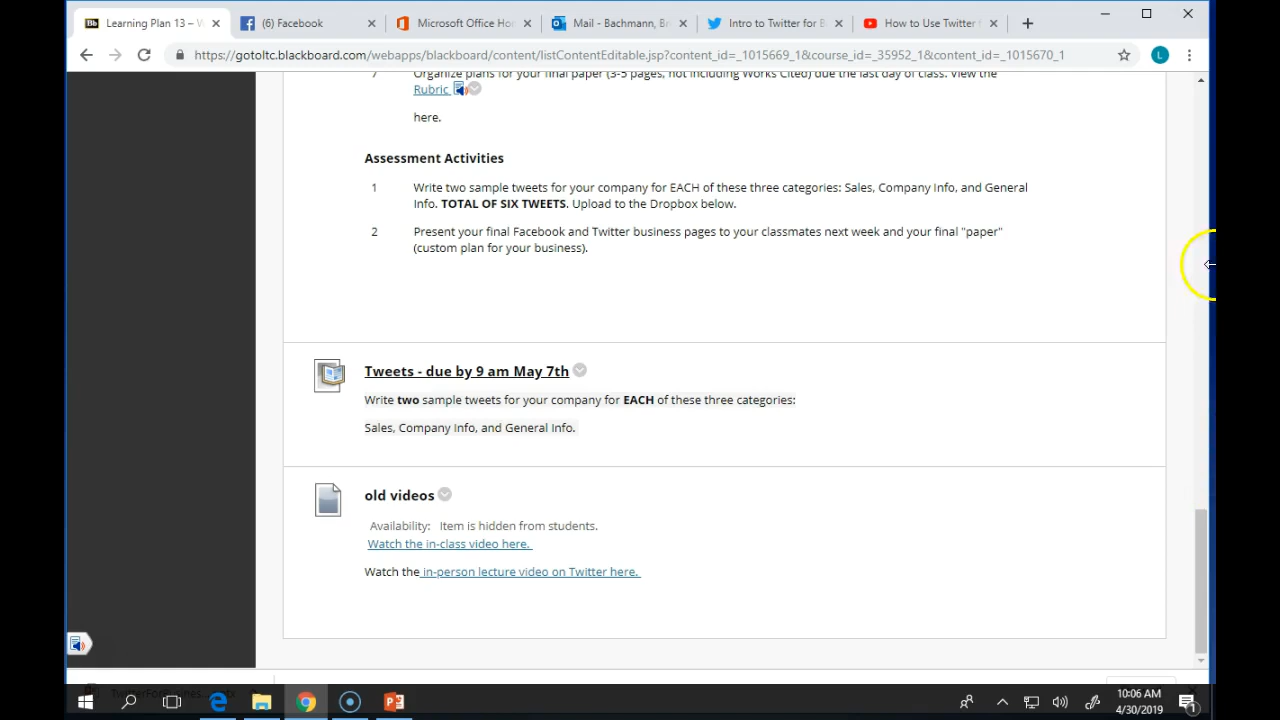 Learning Plan 13 – W
(6) Facebook
Microsoft Office Ho
Mail - Bachmann, B
Intro to Twitter for B
How to Use Twitter
https://gotoltc.blackboard.com/webapps/blackboard/content/listContentEditable.jsp?content_id=_1015669_1&course_id=_35952_1&content_id=_1015670_1
L
7 Organize plans for your final paper (3-5 pages, not including Works Cited) due the last day of class. View the
Rubric
here.
Assessment Activities
1 Write two sample tweets for your company for EACH of these three categories: Sales, Company Info, and General
Info. TOTAL OF SIX TWEETS. Upload to the Dropbox below.
2 Present your final Facebook and Twitter business pages to your classmates next week and your final "paper"
(custom plan for your business).
Tweets - due by 9 am May 7th
Write two sample tweets for your company for EACH of these three categories:
Sales, Company Info, and General Info.
old videos
Availability: Item is hidden from students.
Watch the in-class video here.
Watch the in-person lecture video on Twitter here.
10:06 AM
4/30/2019
1